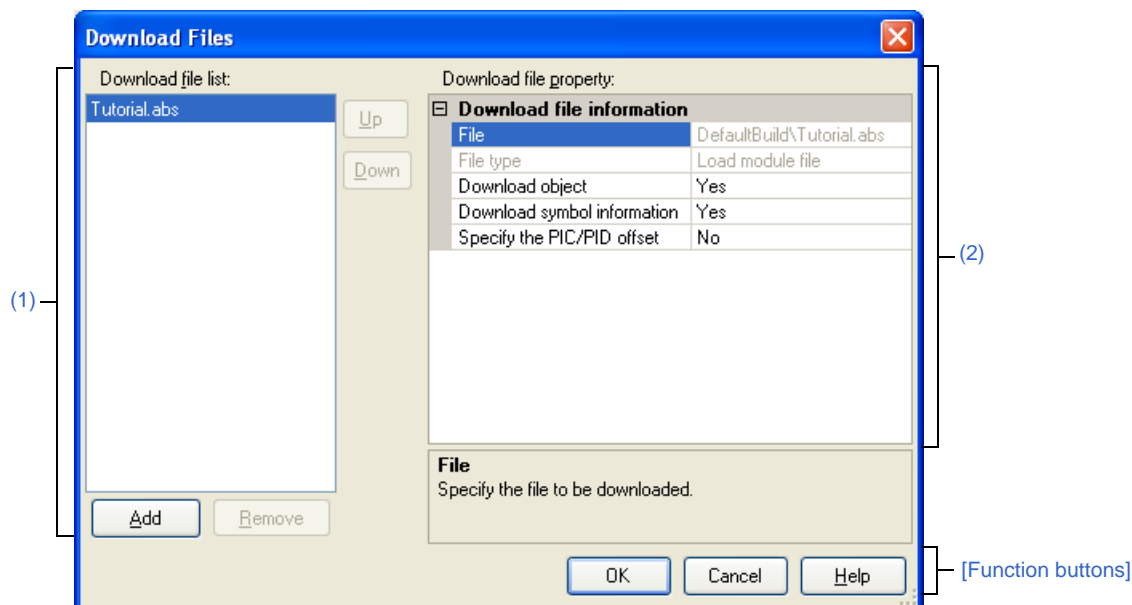 Download Files
Download file list:
Tutorial.abs
Up
Down
Add
Remove
(1)
Download file property:
Download file information
File DefaultBuild\Tutorial.abs
File type Load module file
Download object Yes
Download symbol information Yes
Specify the PIC/PID offset No
(2)
File
Specify the file to be downloaded.
OK Cancel Help
[Function buttons]